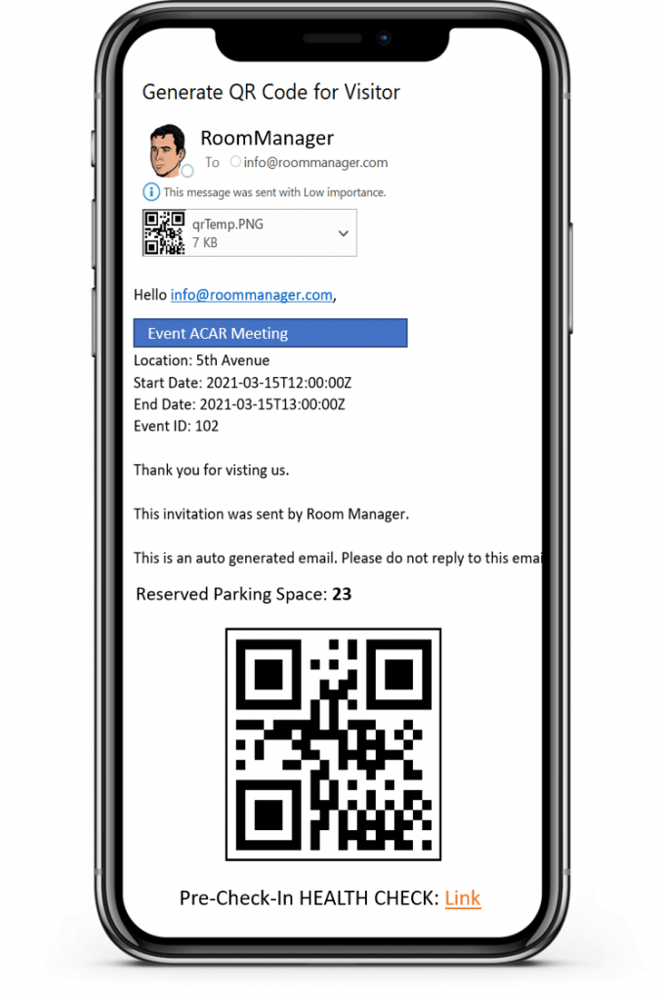 Generate QR Code for Visitor
RoomManager
To info@roommanager.com
This message was sent with Low importance.
qrTemp.PNG
7 KB
Hello info@roommanager.com,
Event ACAR Meeting
Location: 5th Avenue
Start Date: 2021-03-15T12:00:00Z
End Date: 2021-03-15T13:00:00Z
Event ID: 102
Thank you for visting us.
This invitation was sent by Room Manager.
This is an auto generated email. Please do not reply to this emai
Reserved Parking Space: 23
Pre-Check-In HEALTH CHECK: Link